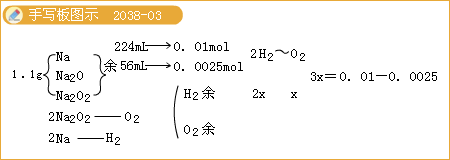 手写板图示 2038-03
224mL→0.01mol 2H₂~O₂
Na
1.1g{ Na₂O 余56mL→0.0025mol 3x=0.01-0.0025
Na₂O₂ H₂余 2x x
2Na₂O₂——O₂
2Na——H₂ O₂余